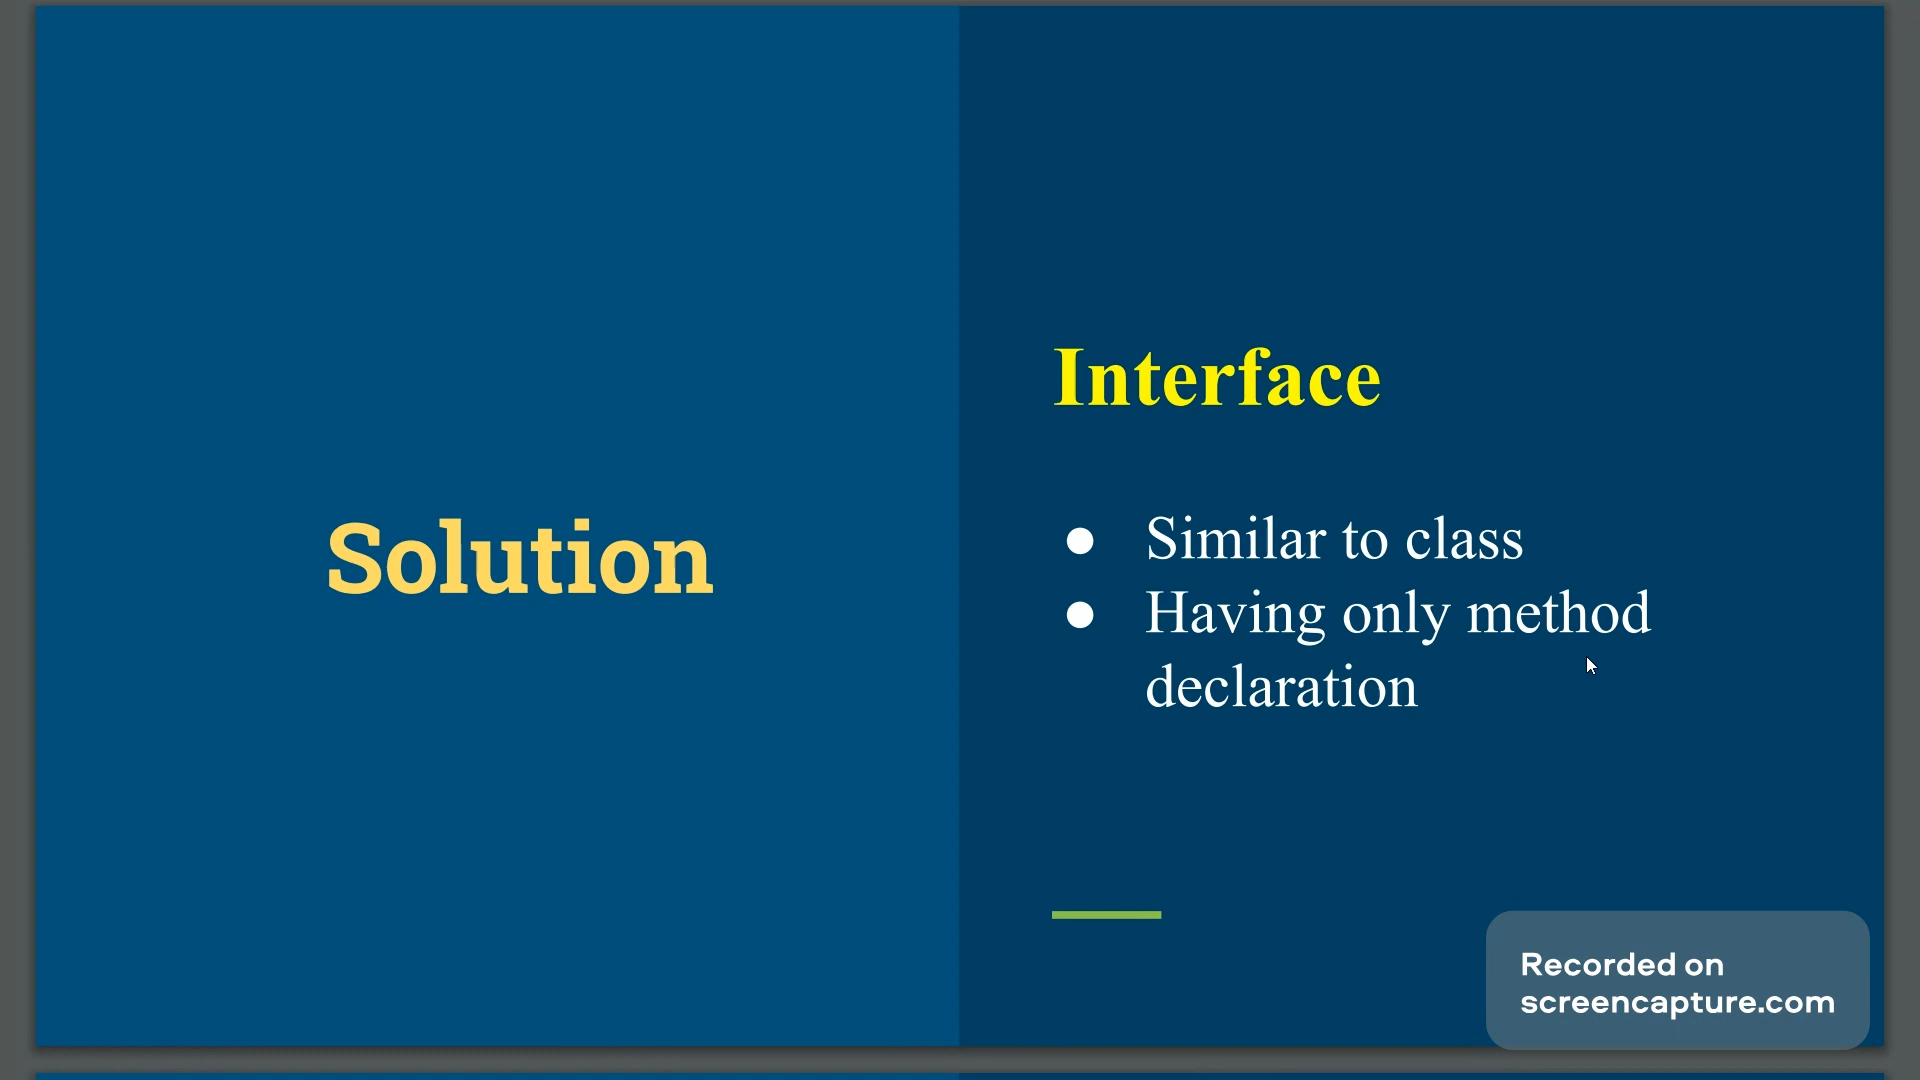 Solution
Interface
● Similar to class
● Having only method
declaration
Recorded on
screencapture.com